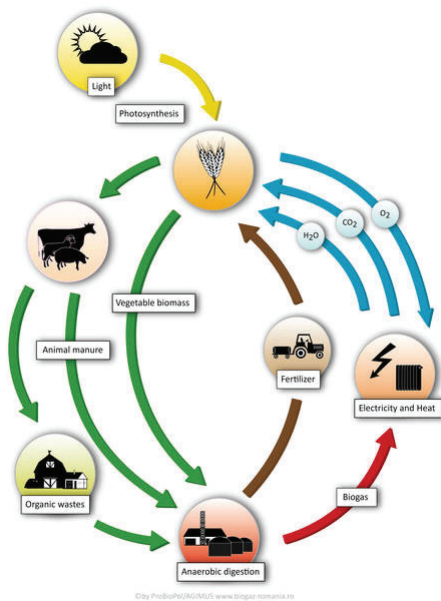 Light
Photosynthesis
H2O
CO2
O2
Vegetable biomass
Animal manure
Fertilizer
Electricity and Heat
Organic wastes
Biogas
Anaerobic digestion
©by ProBioPol/AGIMUS www.biogaz-romania.ro